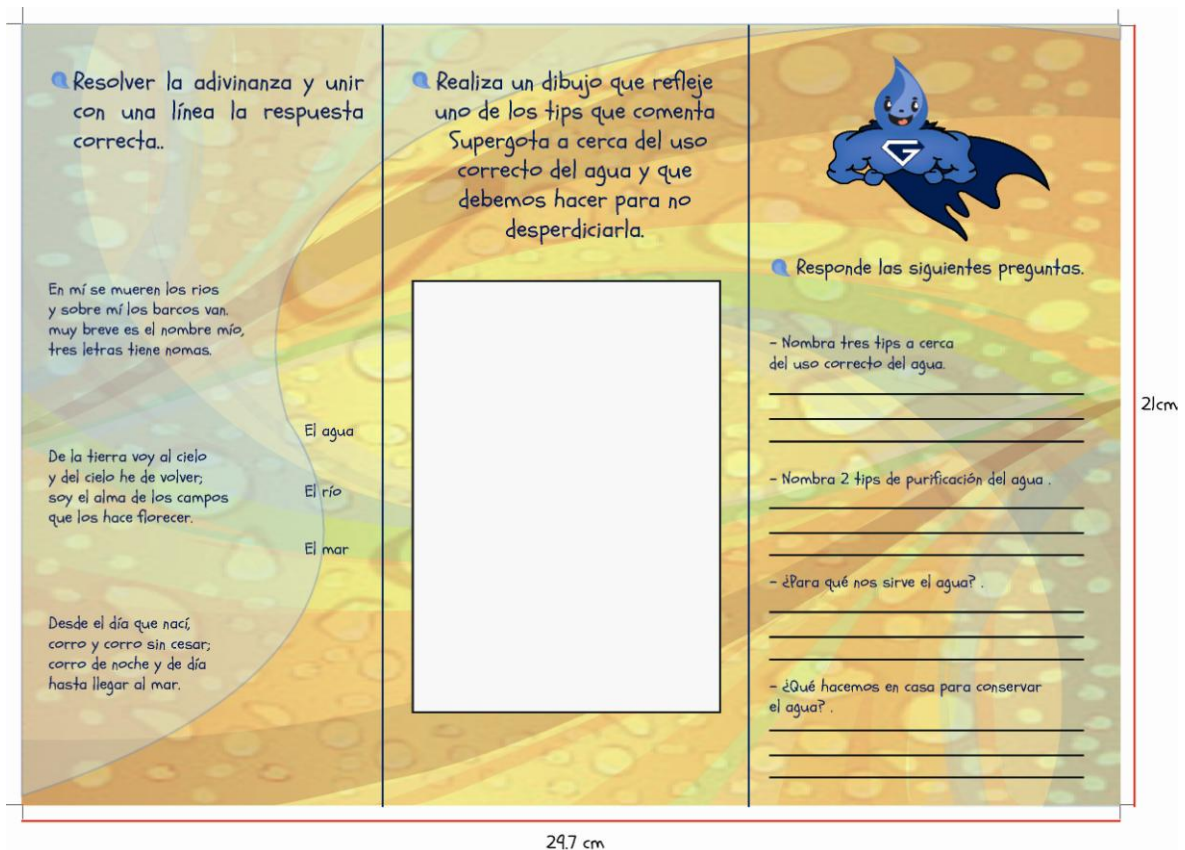 Resolver la adivinanza y unir
con una línea la respuesta
correcta..
En mí se mueren los rios
y sobre mí los barcos van.
muy breve es el nombre mío,
tres letras tiene nomas.
De la tierra voy al cielo
y del cielo he de volver;
soy el alma de los campos
que los hace florecer.
Desde el día que nací,
corro y corro sin cesar;
corro de noche y de día
hasta llegar al mar.
El agua
El río
El mar
Realiza un dibujo que refleje
uno de los tips que comenta
Supergota a cerca del uso
correcto del agua y que
debemos hacer para no
desperdiciarla.
G
Responde las siguientes preguntas.
- Nombra tres tips a cerca
del uso correcto del agua.
- Nombra 2 tips de purificación del agua .
- ¿Para qué nos sirve el agua? .
- ¿Qué hacemos en casa para conservar
el agua? .
21cm
29.7 cm